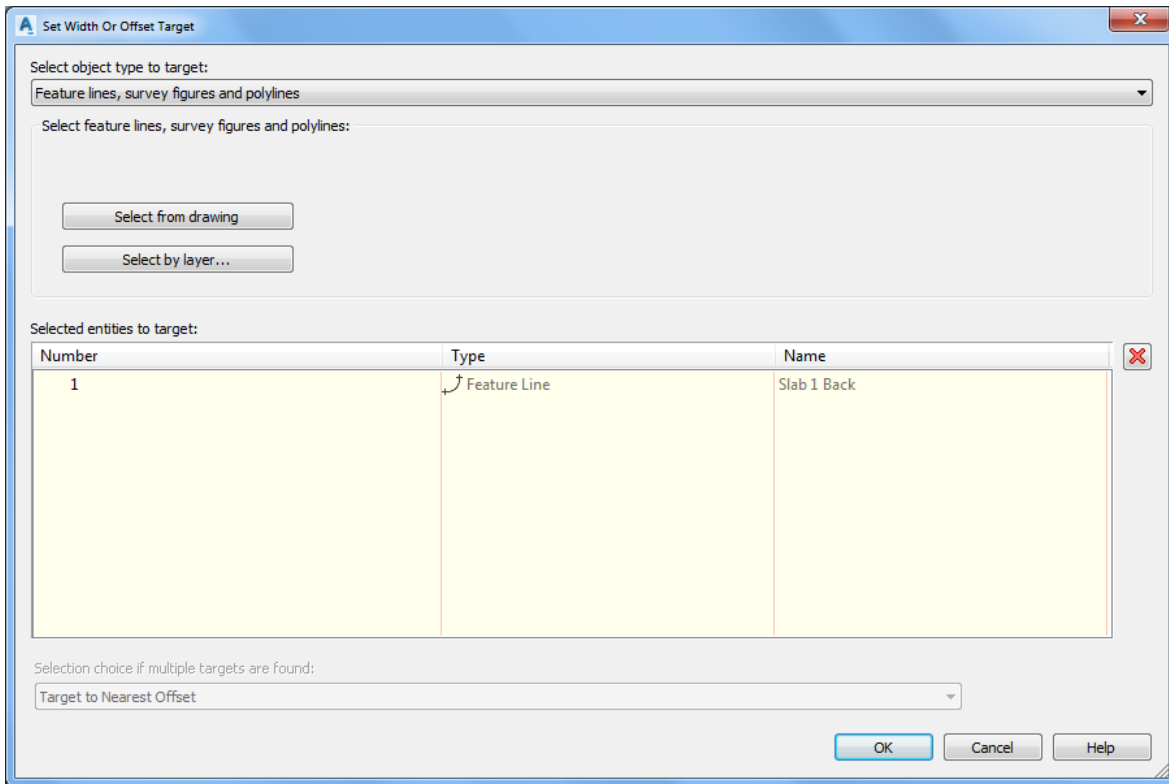 Set Width Or Offset Target
Select object type to target:
Feature lines, survey figures and polylines
Select feature lines, survey figures and polylines:
Select from drawing
Select by layer...
Selected entities to target:
Number Type Name
1 Feature Line Slab 1 Back
Selection choice if multiple targets are found:
Target to Nearest Offset
OK Cancel Help